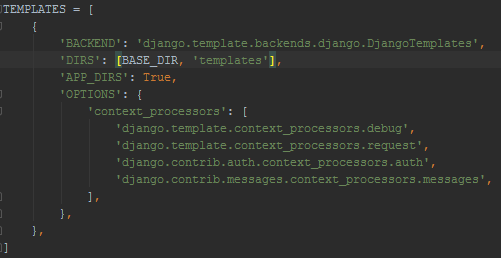 TEMPLATES = [
    {
        'BACKEND': 'django.template.backends.django.DjangoTemplates',
        'DIRS': [BASE_DIR, 'templates'],
        'APP_DIRS': True,
        'OPTIONS': {
            'context_processors': [
                'django.template.context_processors.debug',
                'django.template.context_processors.request',
                'django.contrib.auth.context_processors.auth',
                'django.contrib.messages.context_processors.messages',
            ],
        },
    },
]